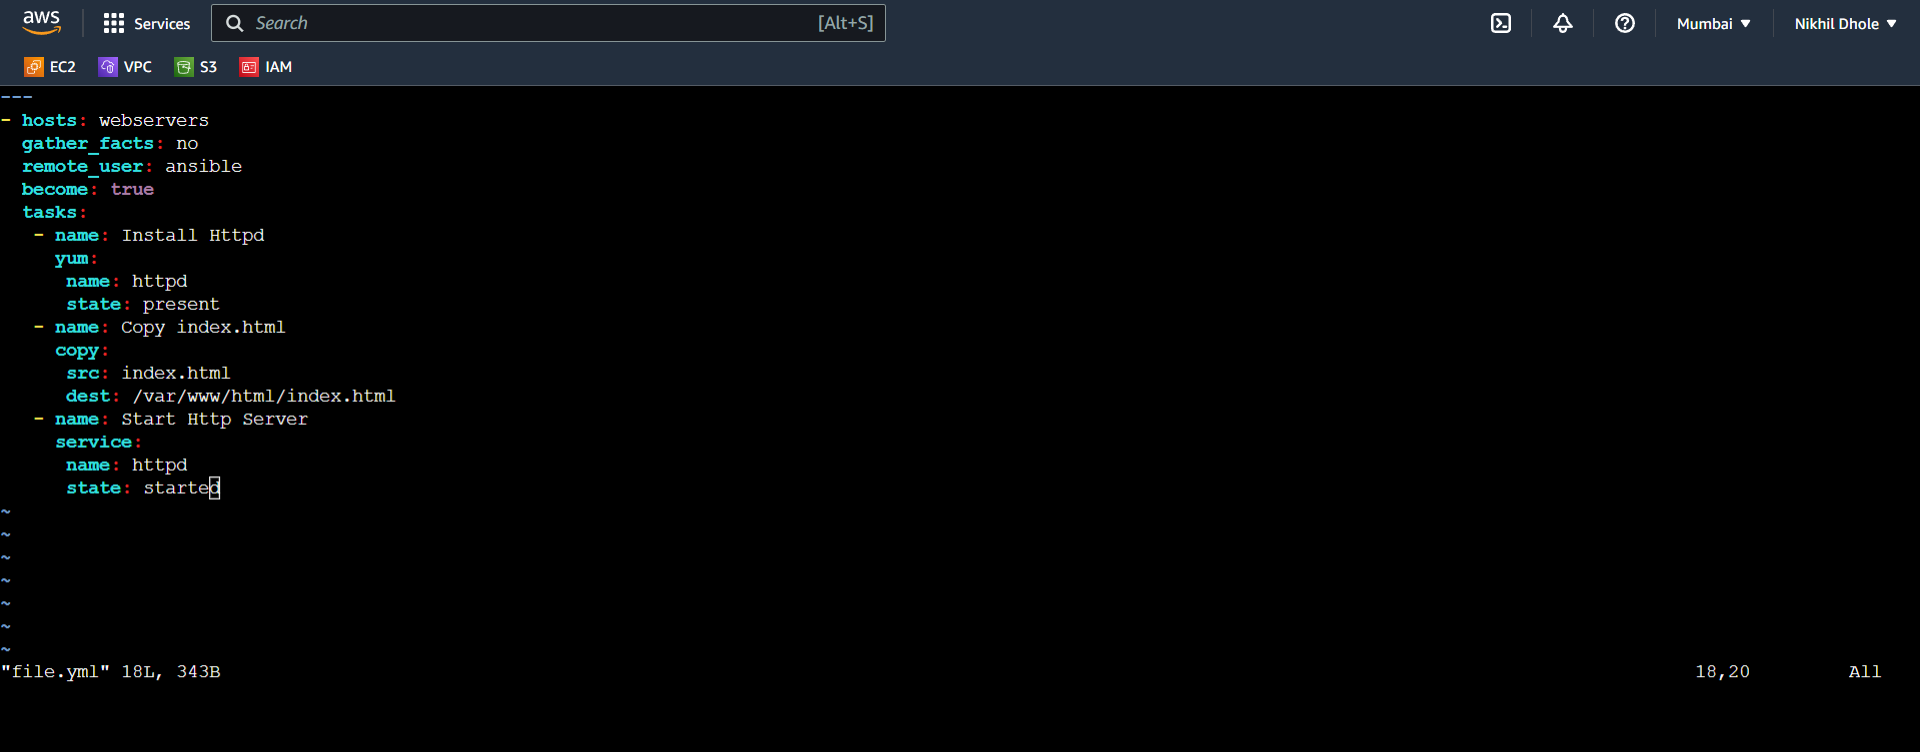 aws Services Search [Alt+S] Mumbai ▼ Nikhil Dhole ▼
EC2 VPC S3 IAM
---
- hosts: webservers
  gather_facts: no
  remote_user: ansible
  become: true
  tasks:
   - name: Install Httpd
     yum:
      name: httpd
      state: present
   - name: Copy index.html
     copy:
      src: index.html
      dest: /var/www/html/index.html
   - name: Start Http Server
     service:
      name: httpd
      state: started
~
~
~
~
~
~
~
"file.yml" 18L, 343B 18,20 All